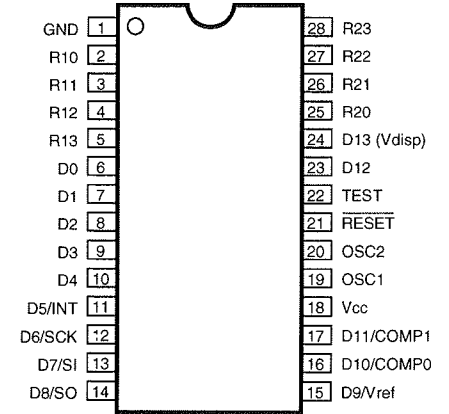 GND 1 28 R23
R10 2 27 R22
R11 3 26 R21
R12 4 25 R20
R13 5 24 D13 (Vdisp)
D0 6 23 D12
D1 7 22 TEST
D2 8 21 RESET
D3 9 20 OSC2
D4 10 19 OSC1
D5/INT 11 18 Vcc
D6/SCK 12 17 D11/COMP1
D7/SI 13 16 D10/COMP0
D8/SO 14 15 D9/Vref